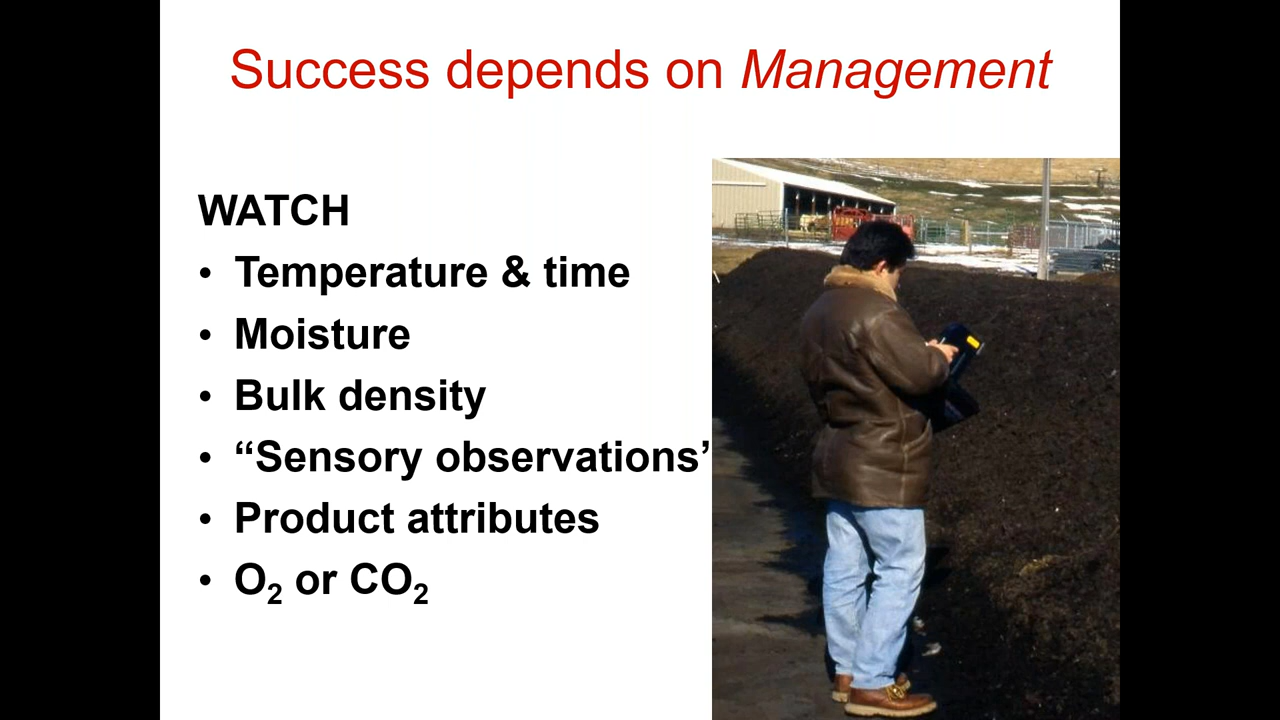 Success depends on Management
WATCH
• Temperature & time
• Moisture
• Bulk density
• “Sensory observations’
• Product attributes
• O₂ or CO₂